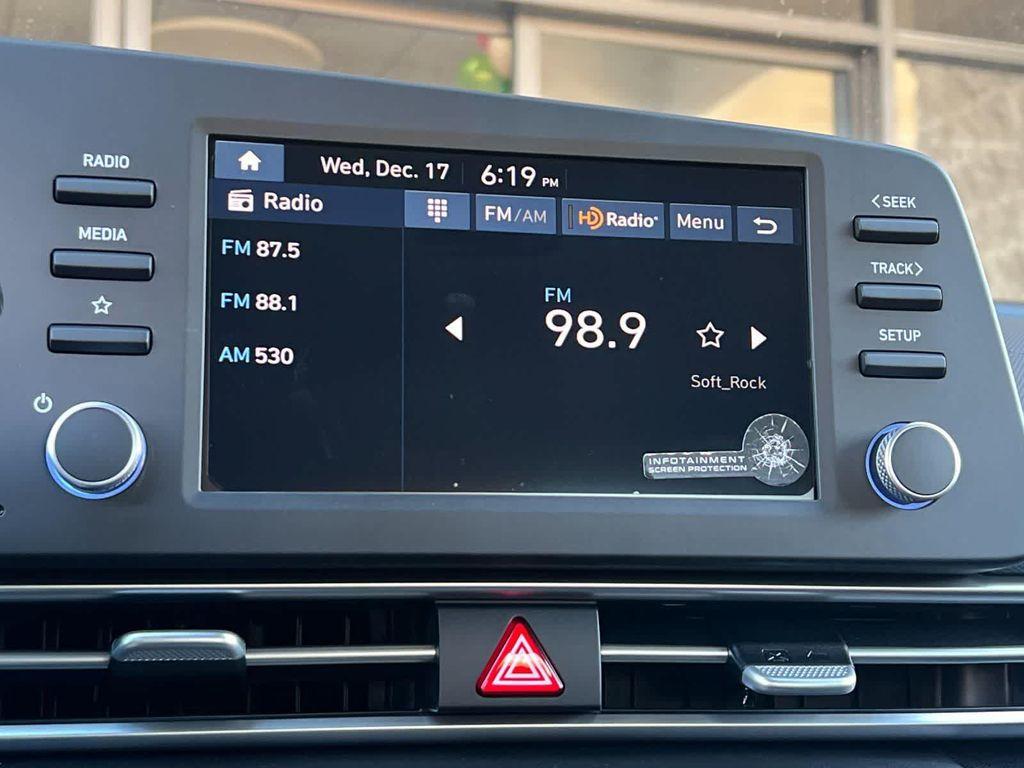 RADIO
MEDIA
Wed, Dec. 17 6:19 PM
Radio
FM/AM
HD Radio
Menu
FM 87.5
FM 88.1
AM 530
FM
98.9
Soft_Rock
INFOTAINMENT
SCREEN PROTECTION
<SEEK
TRACK>
SETUP